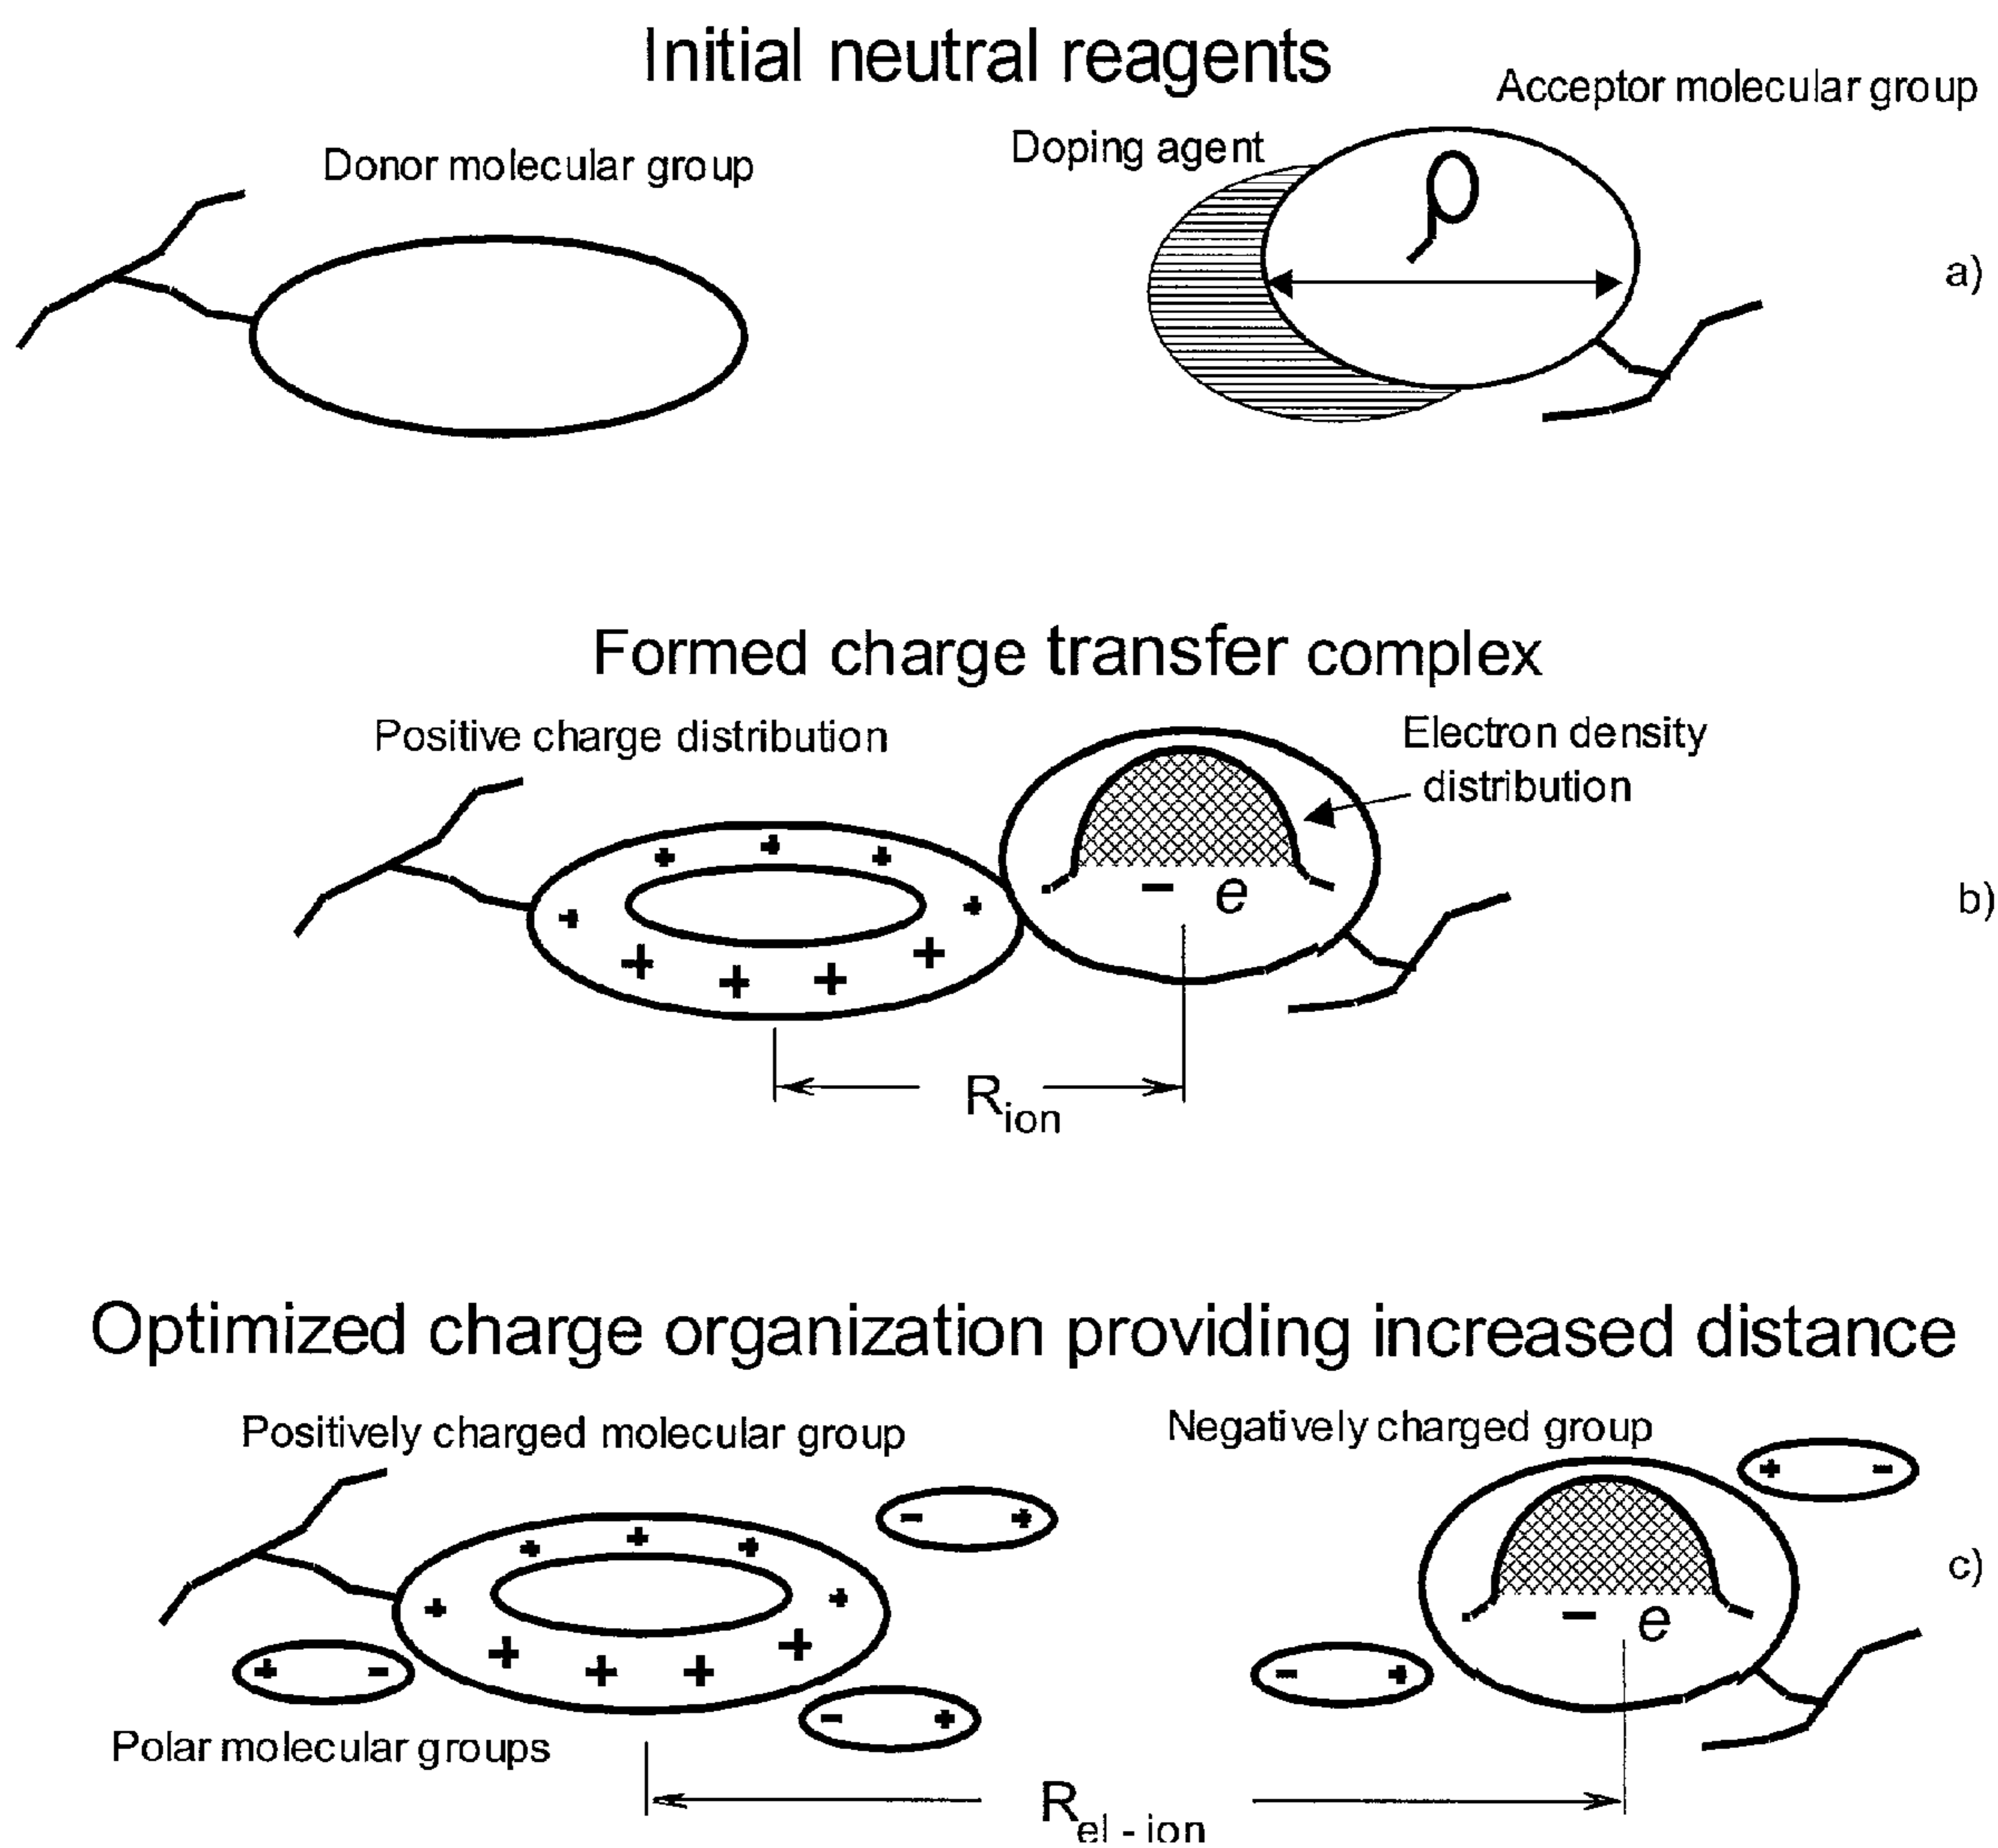 Initial neutral reagents
Acceptor molecular group
Doping agent
Donor molecular group
a)
Formed charge transfer complex
Positive charge distribution
Electron density
distribution
+ + +
+ +
+ + + +
- e
b)
R ion
Optimized charge organization providing increased distance
Positively charged molecular group
Negatively charged group
+ -
- +
+ + +
+ +
+ + + +
- e
c)
+ -
- +
- +
Polar molecular groups
R el - ion